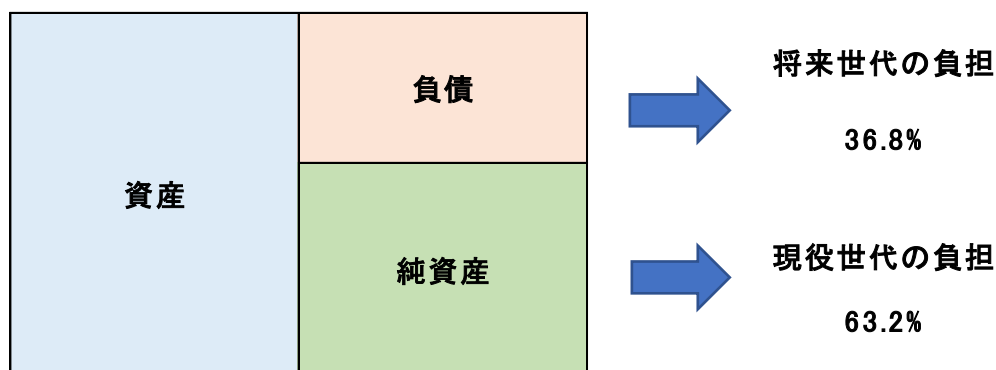 資産
負債
純資産
将来世代の負担
36.8%
現役世代の負担
63.2%